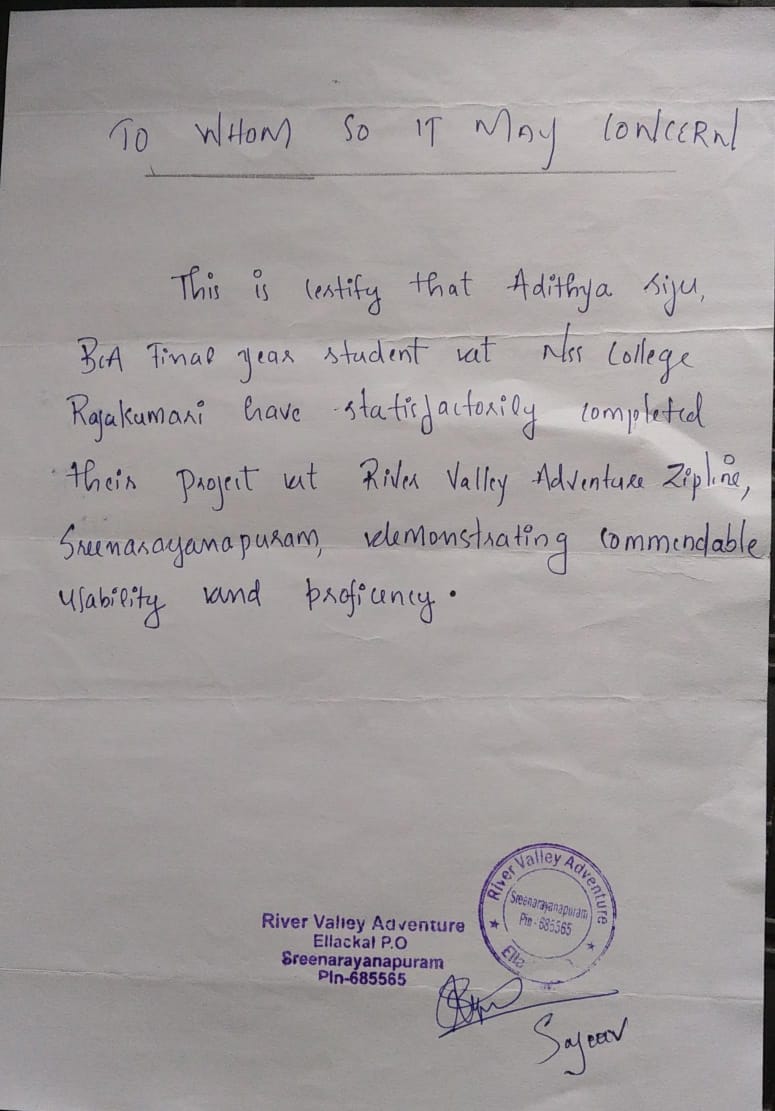 TO WHOM SO IT MAY CONCERN
This is certify that Adithya Siju,
BCA Final year student at Nss College
Rajakumari have statisfactorily completed
their project at River Valley Adventure Zipline,
Sreenarayanapuram, demonstrating commendable
usability and proficency.
River Valley Adventure
Ellackal P.O
Sreenarayanapuram
Pin-685565
River Valley Adventure
Sreenarayanapuram
Pin - 685565
Ella
Sajeev